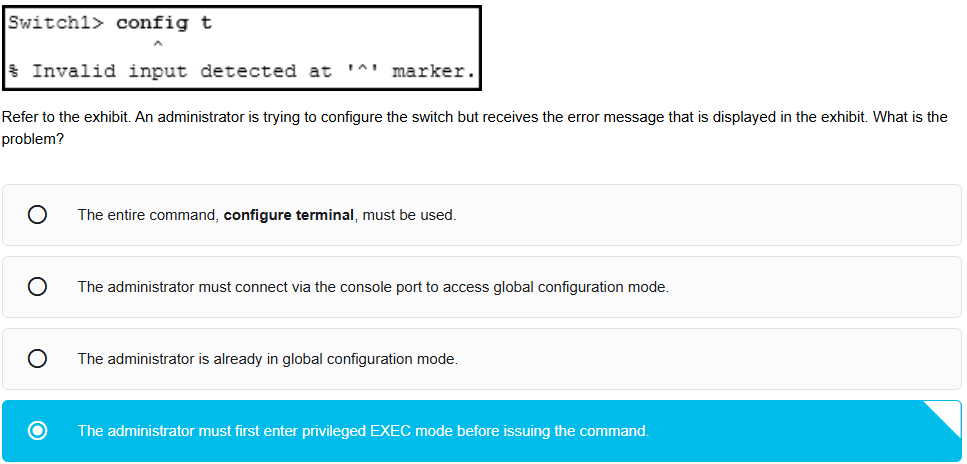 Switch1> config t
^
% Invalid input detected at '^' marker.
Refer to the exhibit. An administrator is trying to configure the switch but receives the error message that is displayed in the exhibit. What is the
problem?
The entire command, configure terminal, must be used.
The administrator must connect via the console port to access global configuration mode.
The administrator is already in global configuration mode.
The administrator must first enter privileged EXEC mode before issuing the command.